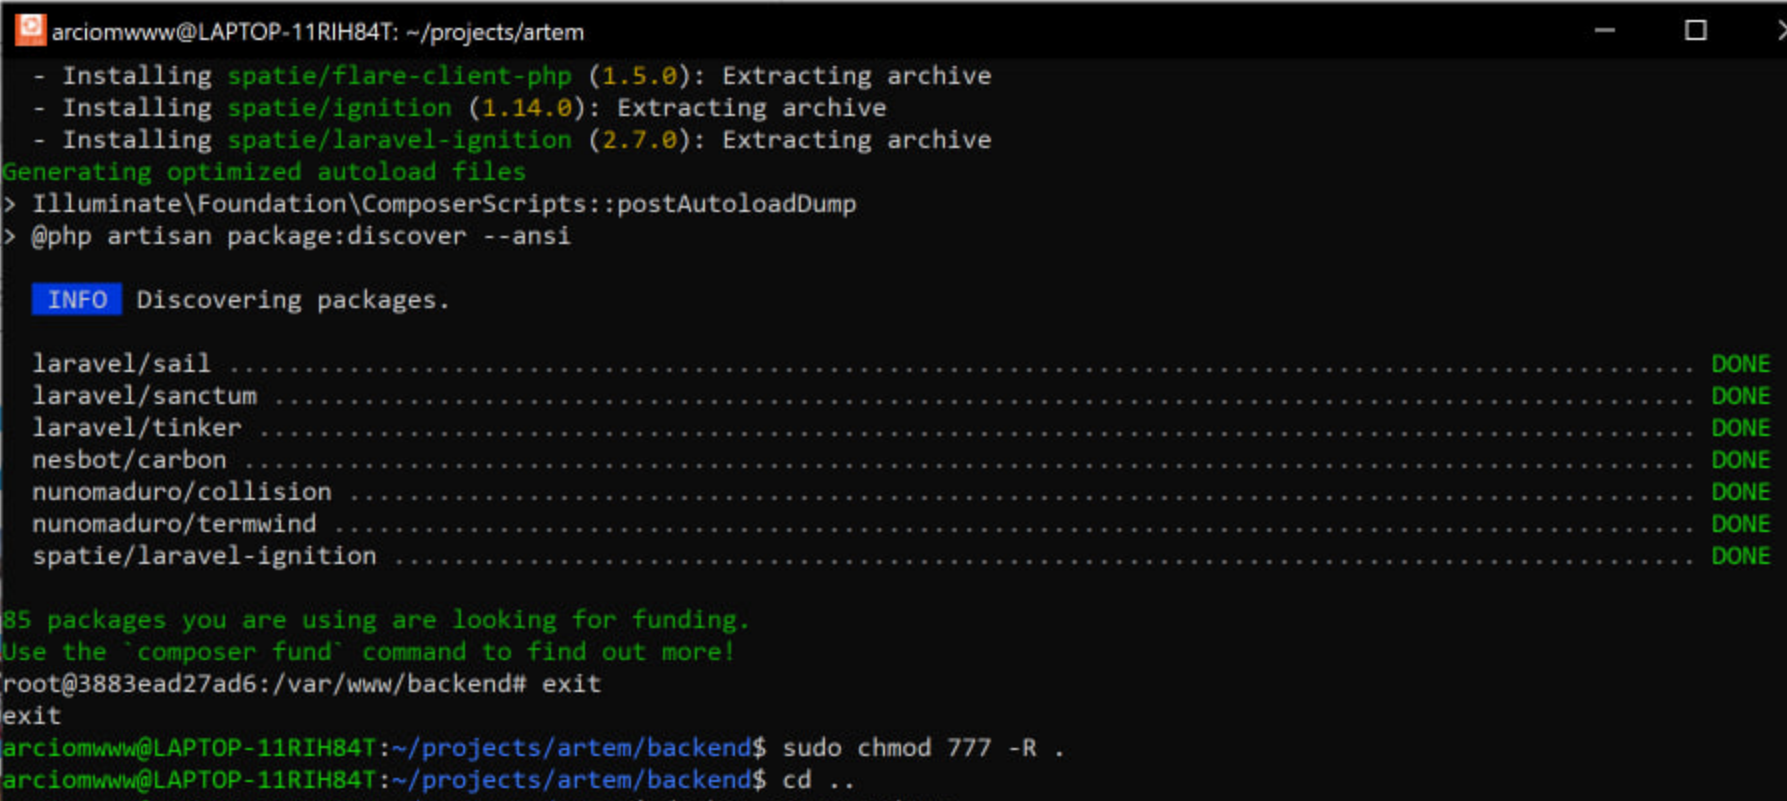 arciomwww@LAPTOP-11RIH84T: ~/projects/artem
- Installing spatie/flare-client-php (1.5.0): Extracting archive
- Installing spatie/ignition (1.14.0): Extracting archive
- Installing spatie/laravel-ignition (2.7.0): Extracting archive
Generating optimized autoload files
> Illuminate\Foundation\ComposerScripts::postAutoloadDump
> @php artisan package:discover --ansi
INFO Discovering packages.
laravel/sail .................................................................................................. DONE
laravel/sanctum ............................................................................................... DONE
laravel/tinker ................................................................................................ DONE
nesbot/carbon ................................................................................................. DONE
nunomaduro/collision .......................................................................................... DONE
nunomaduro/termwind ........................................................................................... DONE
spatie/laravel-ignition ....................................................................................... DONE
85 packages you are using are looking for funding.
Use the `composer fund` command to find out more!
root@3883ead27ad6:/var/www/backend# exit
exit
arciomwww@LAPTOP-11RIH84T:~/projects/artem/backend$ sudo chmod 777 -R .
arciomwww@LAPTOP-11RIH84T:~/projects/artem/backend$ cd ..